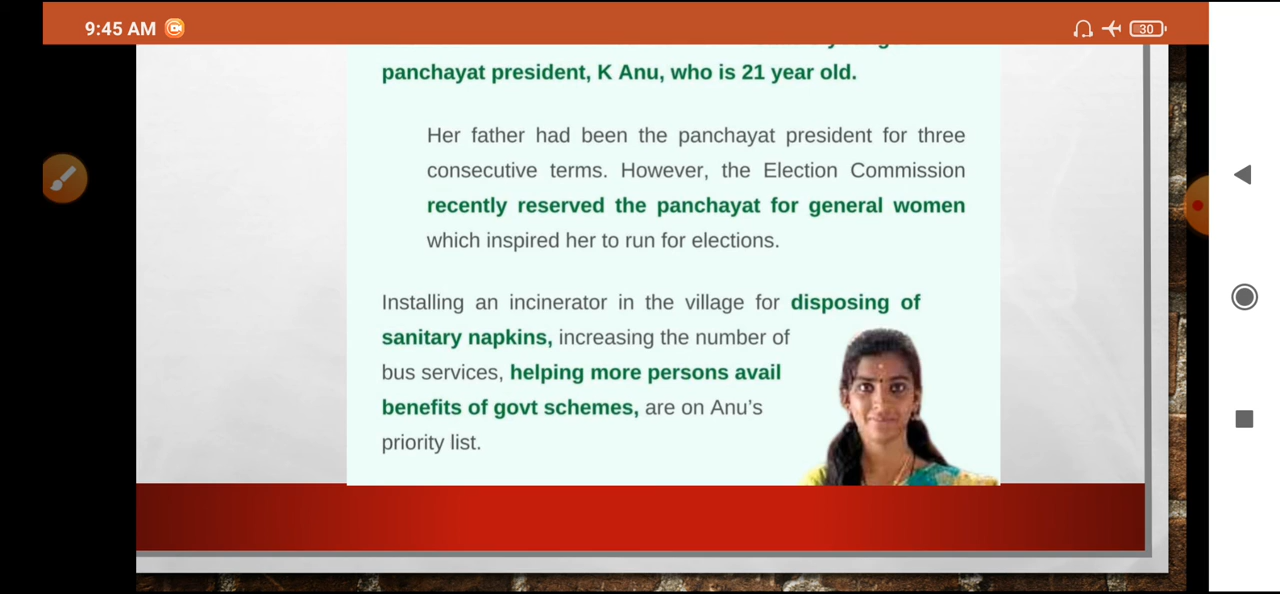 9:45 AM
30
panchayat president, K Anu, who is 21 year old.
Her father had been the panchayat president for three
consecutive terms. However, the Election Commission
recently reserved the panchayat for general women
which inspired her to run for elections.
Installing an incinerator in the village for disposing of
sanitary napkins, increasing the number of
bus services, helping more persons avail
benefits of govt schemes, are on Anu's
priority list.